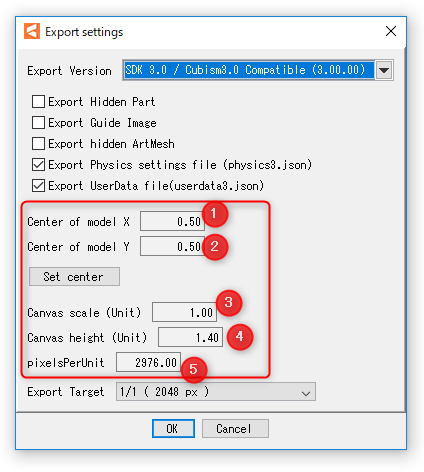 Export settings
Export Version SDK 3.0 / Cubism3.0 Compatible (3.00.00)
Export Hidden Part
Export Guide Image
Export hidden ArtMesh
Export Physics settings file (physics3.json)
Export UserData file(userdata3.json)
Center of model X 0.50 1
Center of model Y 0.50 2
Set center
Canvas scale (Unit) 1.00 3
Canvas height (Unit) 1.40 4
pixelsPerUnit 2976.00 5
Export Target 1/1 ( 2048 px )
OK Cancel